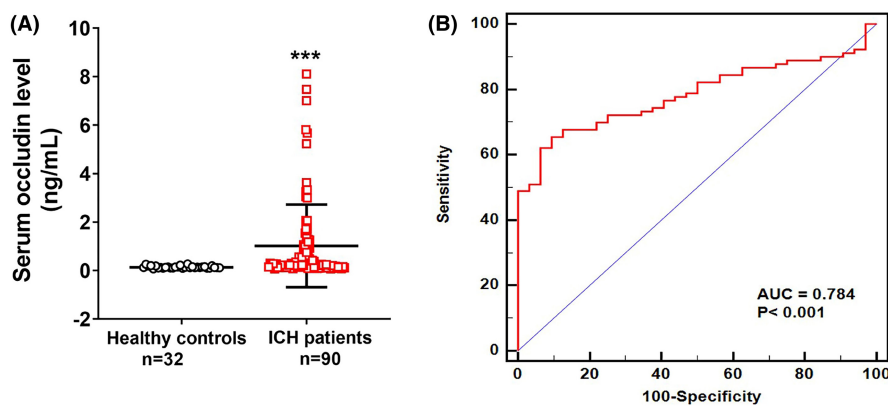 (A)
Serum occludin level
(ng/mL)
10
8
6
4
2
0
-2
***
Healthy controls
n=32
ICH patients
n=90
(B)
Sensitivity
100
80
60
40
20
0
AUC = 0.784
P< 0.001
0 20 40 60 80 100
100-Specificity